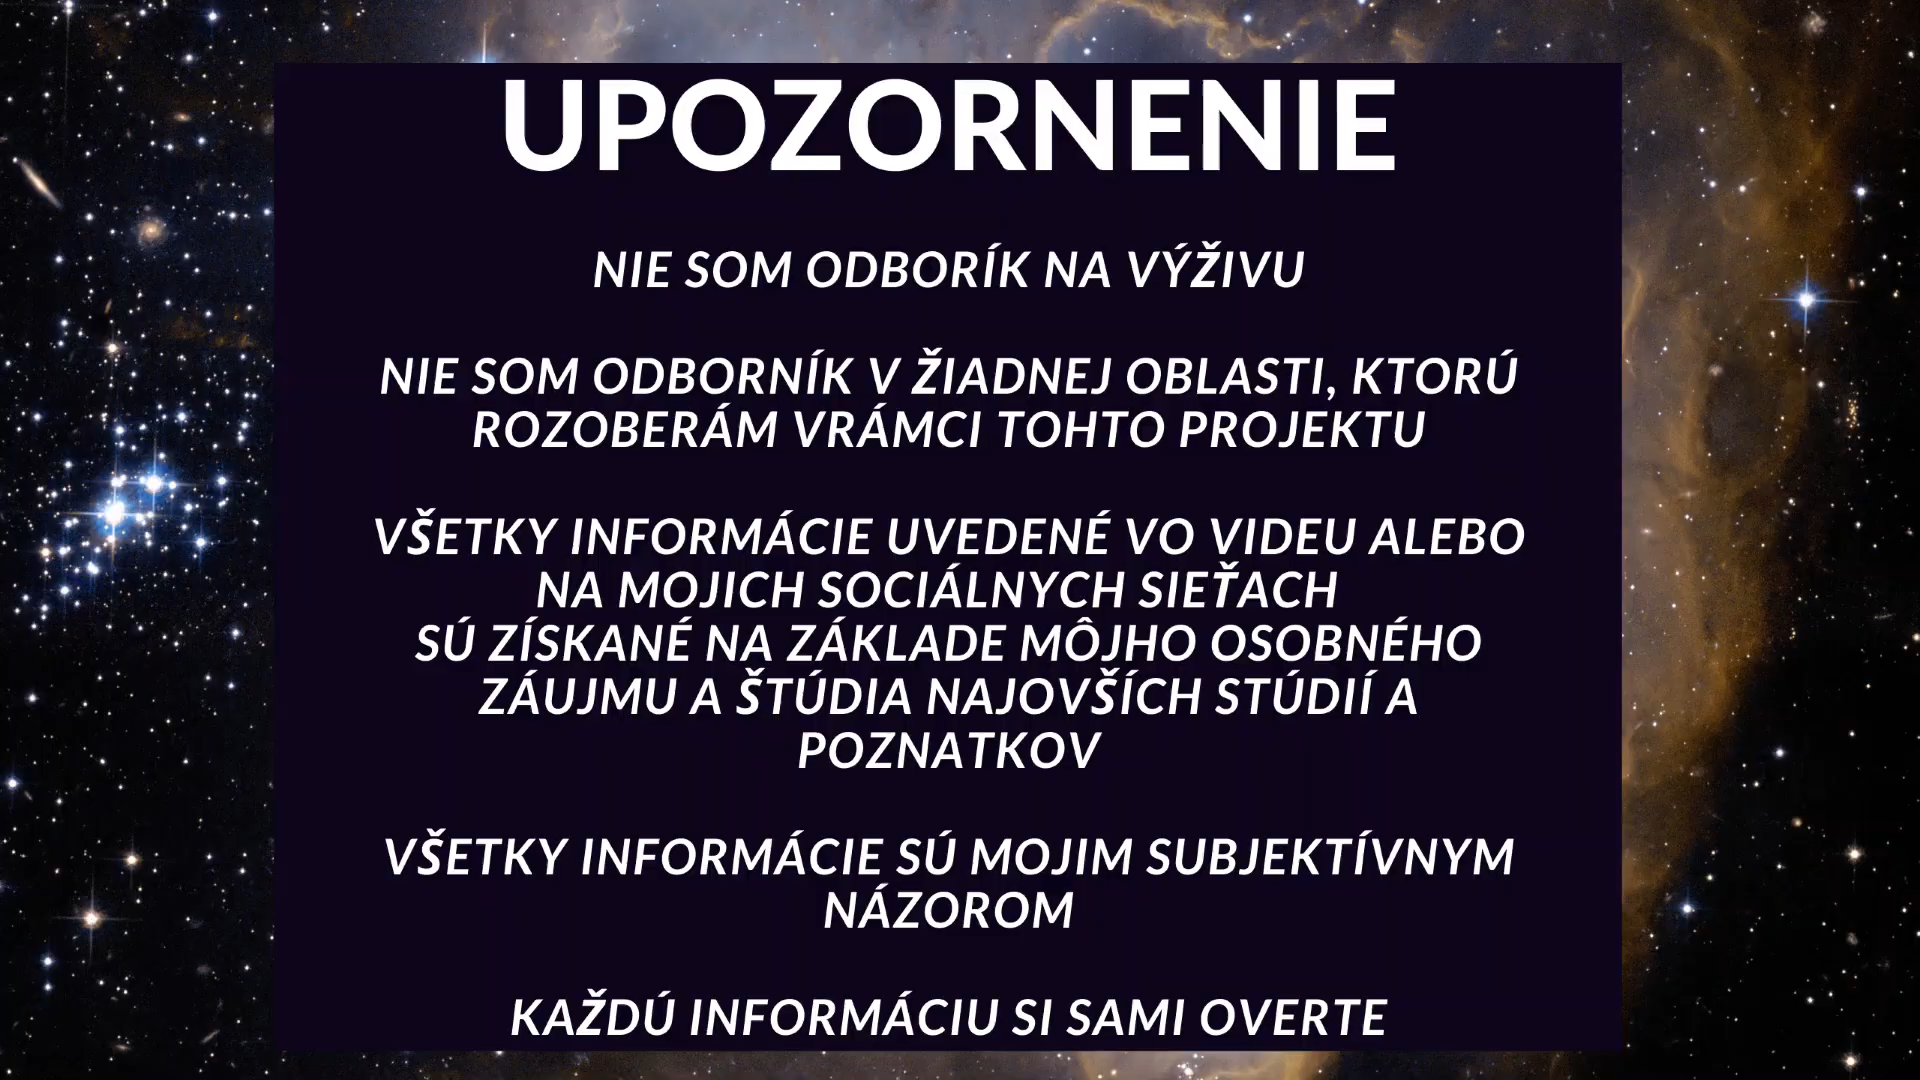 UPOZORNENIE
NIE SOM ODBORÍK NA VÝŽIVU
NIE SOM ODBORNÍK V ŽIADNEJ OBLASTI, KTORÚ
ROZOBERÁM VRÁMCI TOHTO PROJEKTU
VŠETKY INFORMÁCIE UVEDENÉ VO VIDEU ALEBO
NA MOJICH SOCIÁLNYCH SIEŤACH
SÚ ZÍSKANÉ NA ZÁKLADE MÔJHO OSOBNÉHO
ZÁUJMU A ŠTÚDIA NAJOVŠÍCH STÚDIÍ A
POZNATKOV
VŠETKY INFORMÁCIE SÚ MOJIM SUBJEKTÍVNYM
NÁZOROM
KAŽDÚ INFORMÁCIU SI SAMI OVERTE